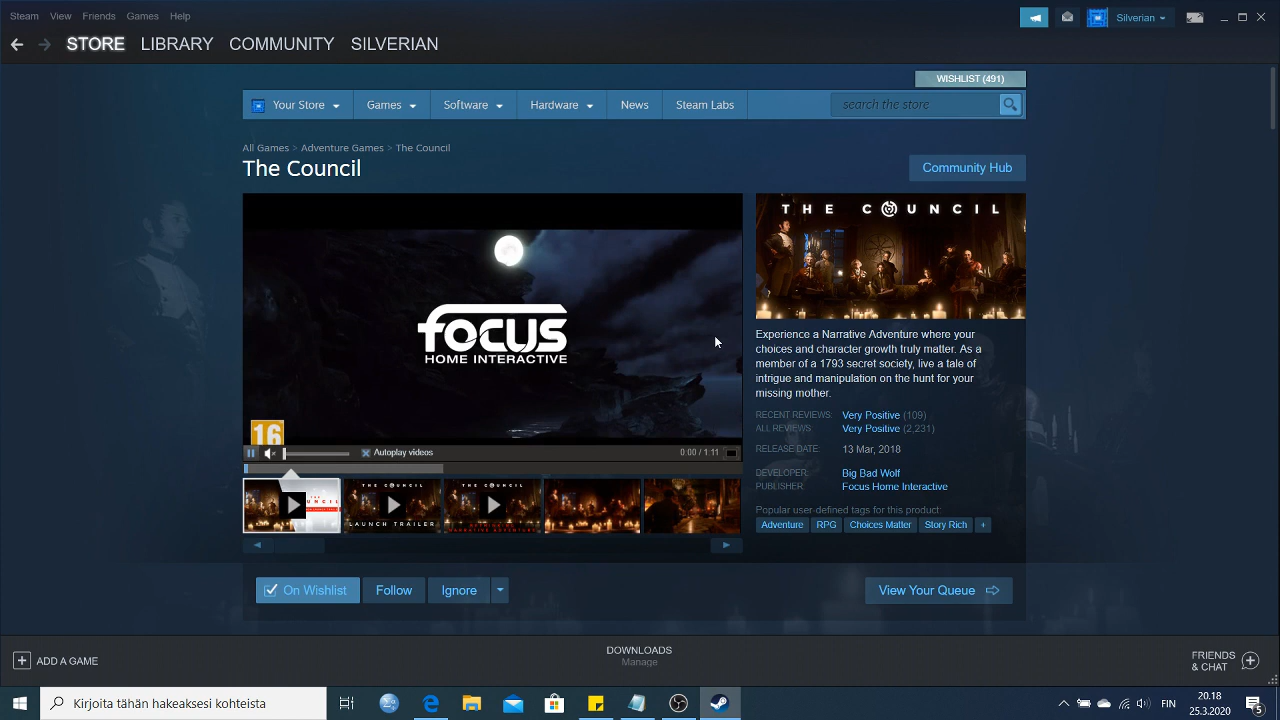 Steam View Friends Games Help
Silverian
STORE LIBRARY COMMUNITY SILVERIAN
WISHLIST (491)
Your Store Games Software Hardware News Steam Labs search the store
All Games > Adventure Games > The Council
The Council
Community Hub
THE COUNCIL
focus
HOME INTERACTIVE
16
Autoplay videos 0:00 / 1:11
THE COUNCIL
LAUNCH TRAILER
THE COUNCIL
Experience a Narrative Adventure where your
choices and character growth truly matter. As a
member of a 1793 secret society, live a tale of
intrigue and manipulation on the hunt for your
missing mother.
RECENT REVIEWS: Very Positive (109)
ALL REVIEWS: Very Positive (2,231)
RELEASE DATE: 13 Mar, 2018
DEVELOPER: Big Bad Wolf
PUBLISHER: Focus Home Interactive
Popular user-defined tags for this product:
Adventure RPG Choices Matter Story Rich +
On Wishlist Follow Ignore View Your Queue
ADD A GAME
DOWNLOADS
Manage
FRIENDS
& CHAT
Kirjoita tähän hakeaksesi kohteista
FIN
20.18
25.3.2020
5